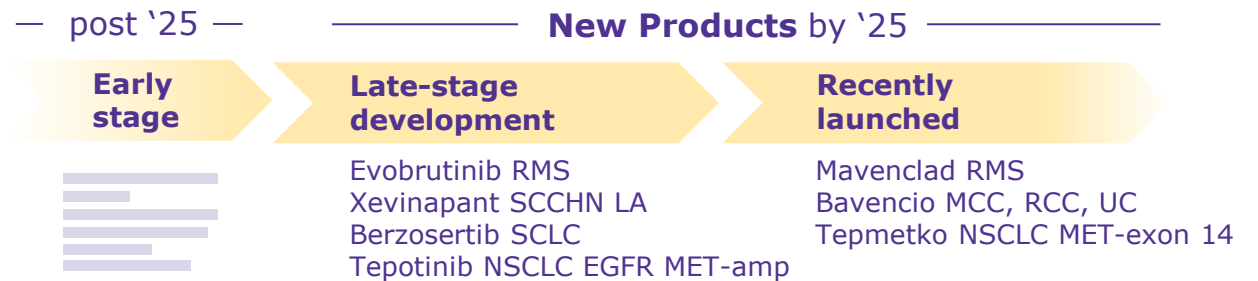 post ‘25
New Products by ‘25
Early
stage
Late-stage
development
Recently
launched
Evobrutinib RMS
Xevinapant SCCHN LA
Berzosertib SCLC
Tepotinib NSCLC EGFR MET-amp
Mavenclad RMS
Bavencio MCC, RCC, UC
Tepmetko NSCLC MET-exon 14